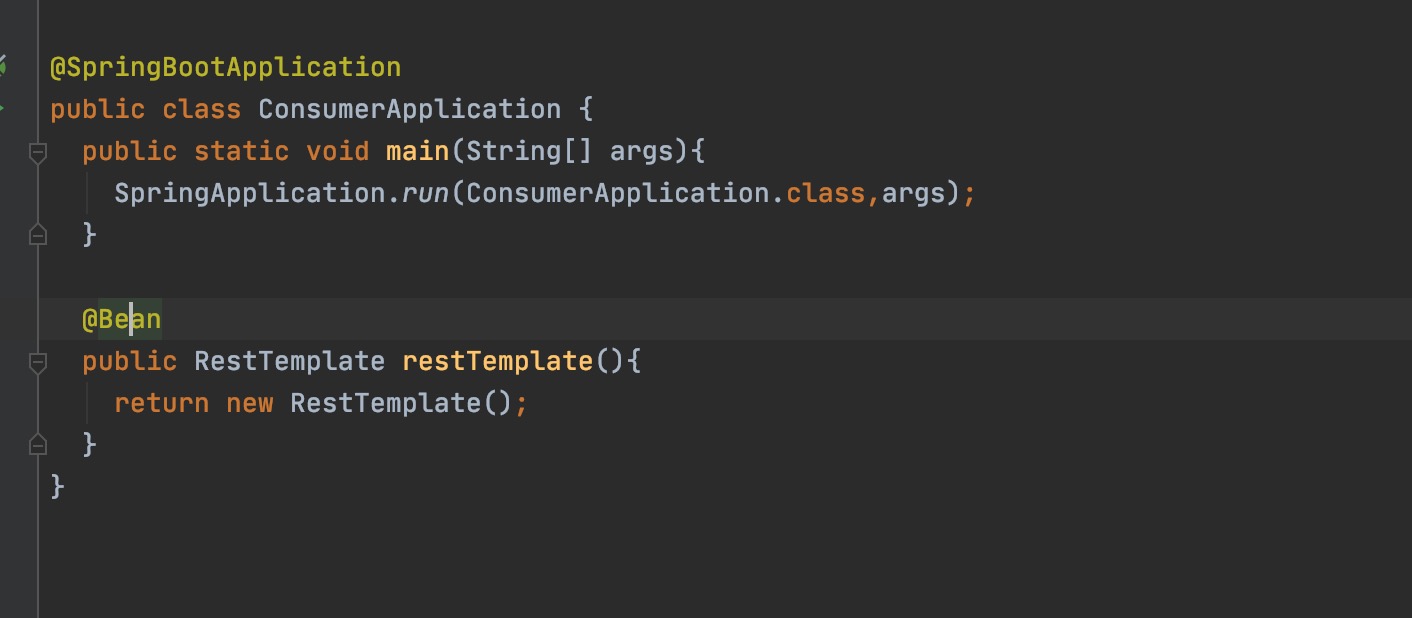 @SpringBootApplication
public class ConsumerApplication {
  public static void main(String[] args){
    SpringApplication.run(ConsumerApplication.class,args);
  }
  @Bean
  public RestTemplate restTemplate(){
    return new RestTemplate();
  }
}